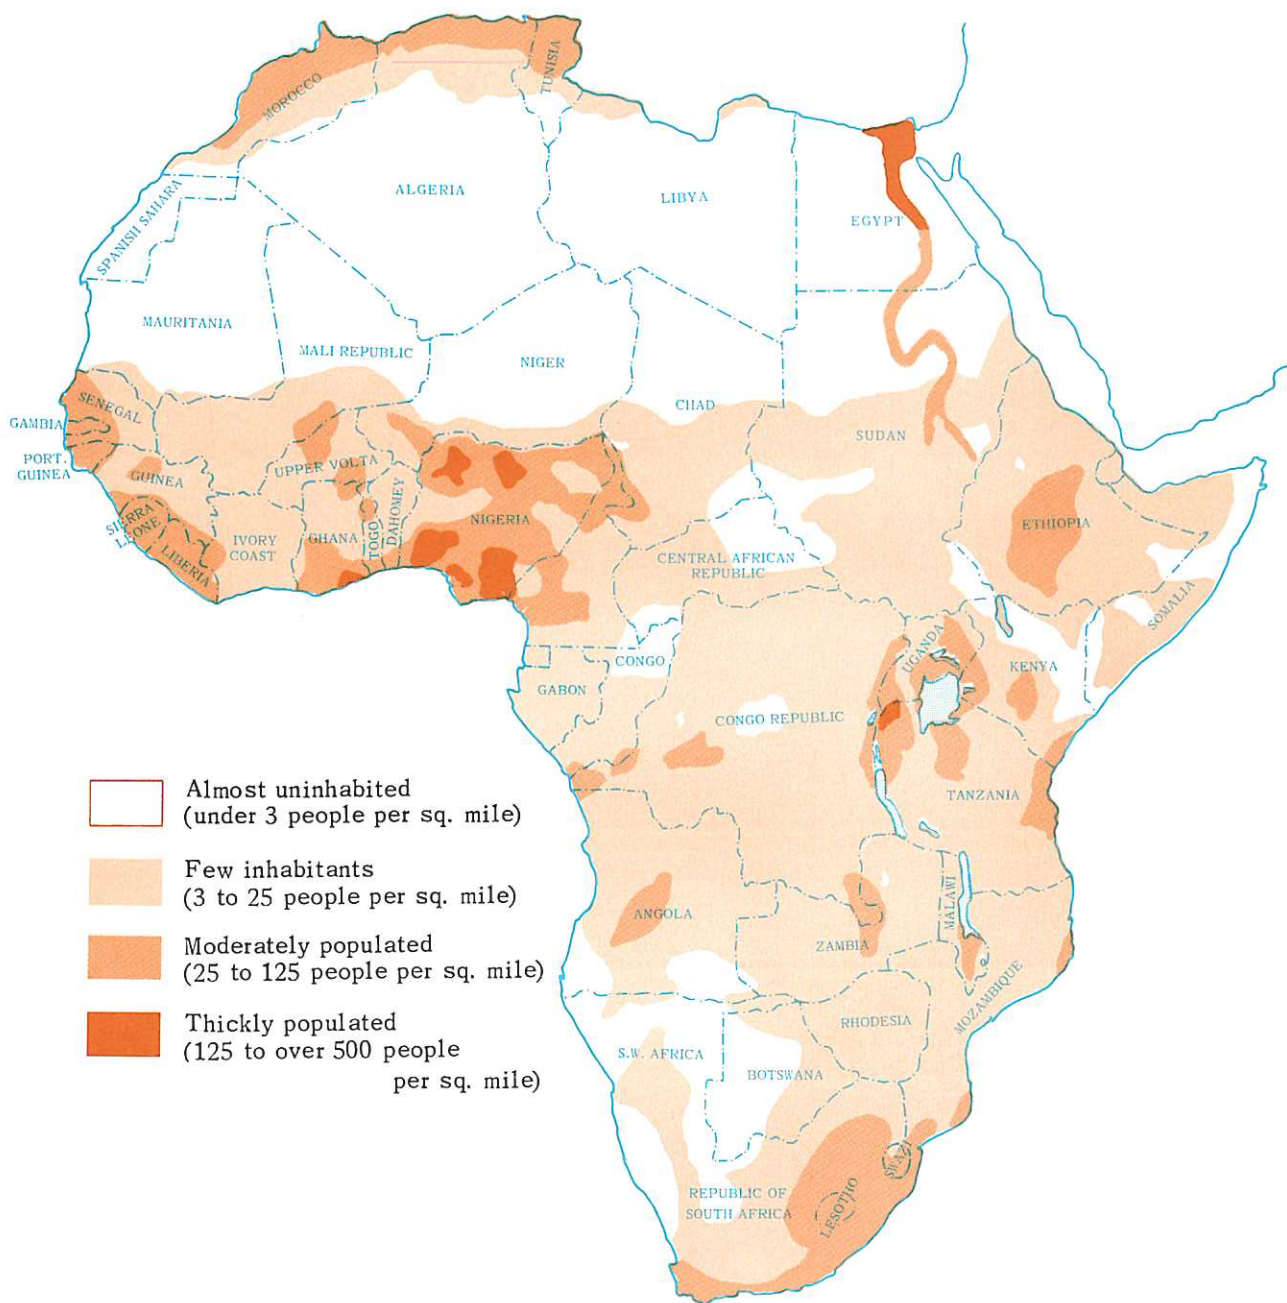 TUNISIA
MOROCCO
ALGERIA
LIBYA
EGYPT
SPANISH SAHARA
MAURITANIA
MALI REPUBLIC
NIGER
CHAD
SUDAN
SENEGAL
GAMBIA
PORT.
GUINEA
GUINEA
UPPER VOLTA
SIERRA
LEONE
LIBERIA
IVORY
COAST
GHANA
TOGO
DAHOMEY
NIGERIA
CENTRAL AFRICAN
REPUBLIC
ETHIOPIA
SOMALIA
UGANDA
KENYA
CONGO
GABON
CONGO REPUBLIC
TANZANIA
ANGOLA
ZAMBIA
MALAWI
MOZAMBIQUE
RHODESIA
S.W. AFRICA
BOTSWANA
SWAZI
LESOTHO
REPUBLIC OF
SOUTH AFRICA
Almost uninhabited
(under 3 people per sq. mile)
Few inhabitants
(3 to 25 people per sq. mile)
Moderately populated
(25 to 125 people per sq. mile)
Thickly populated
(125 to over 500 people
per sq. mile)